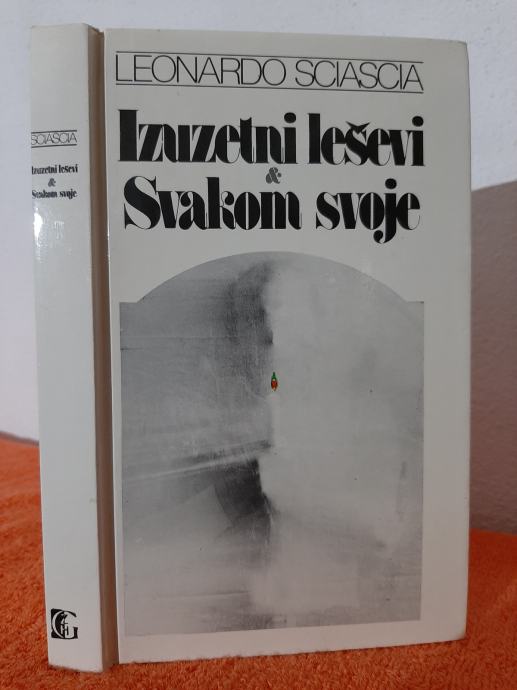 LEONARDO SCIASCIA
Izuzetni leševi
&
Svakom svoje
SCIASCIA
Izuzetni leševi
&
Svakom svoje